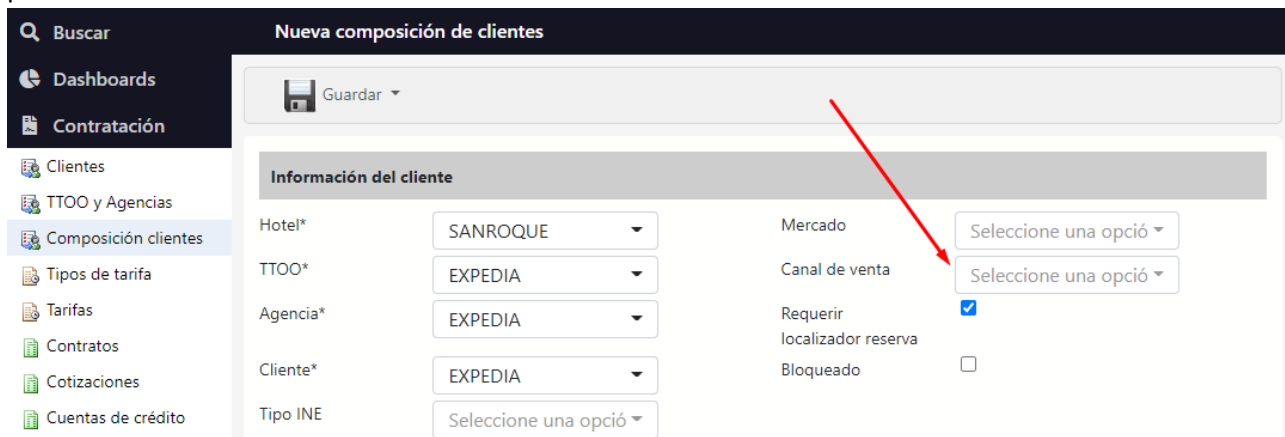 Buscar
Nueva composición de clientes
Dashboards
Guardar
Contratación
Clientes
Información del cliente
TTOO y Agencias
Composición clientes
Hotel*
SANROQUE
Mercado
Seleccione una opció
Tipos de tarifa
TTOO*
EXPEDIA
Canal de venta
Seleccione una opció
Tarifas
Agencia*
EXPEDIA
Requerir
localizador reserva
Contratos
Cotizaciones
Cliente*
EXPEDIA
Bloqueado
Cuentas de crédito
Tipo INE
Seleccione una opció